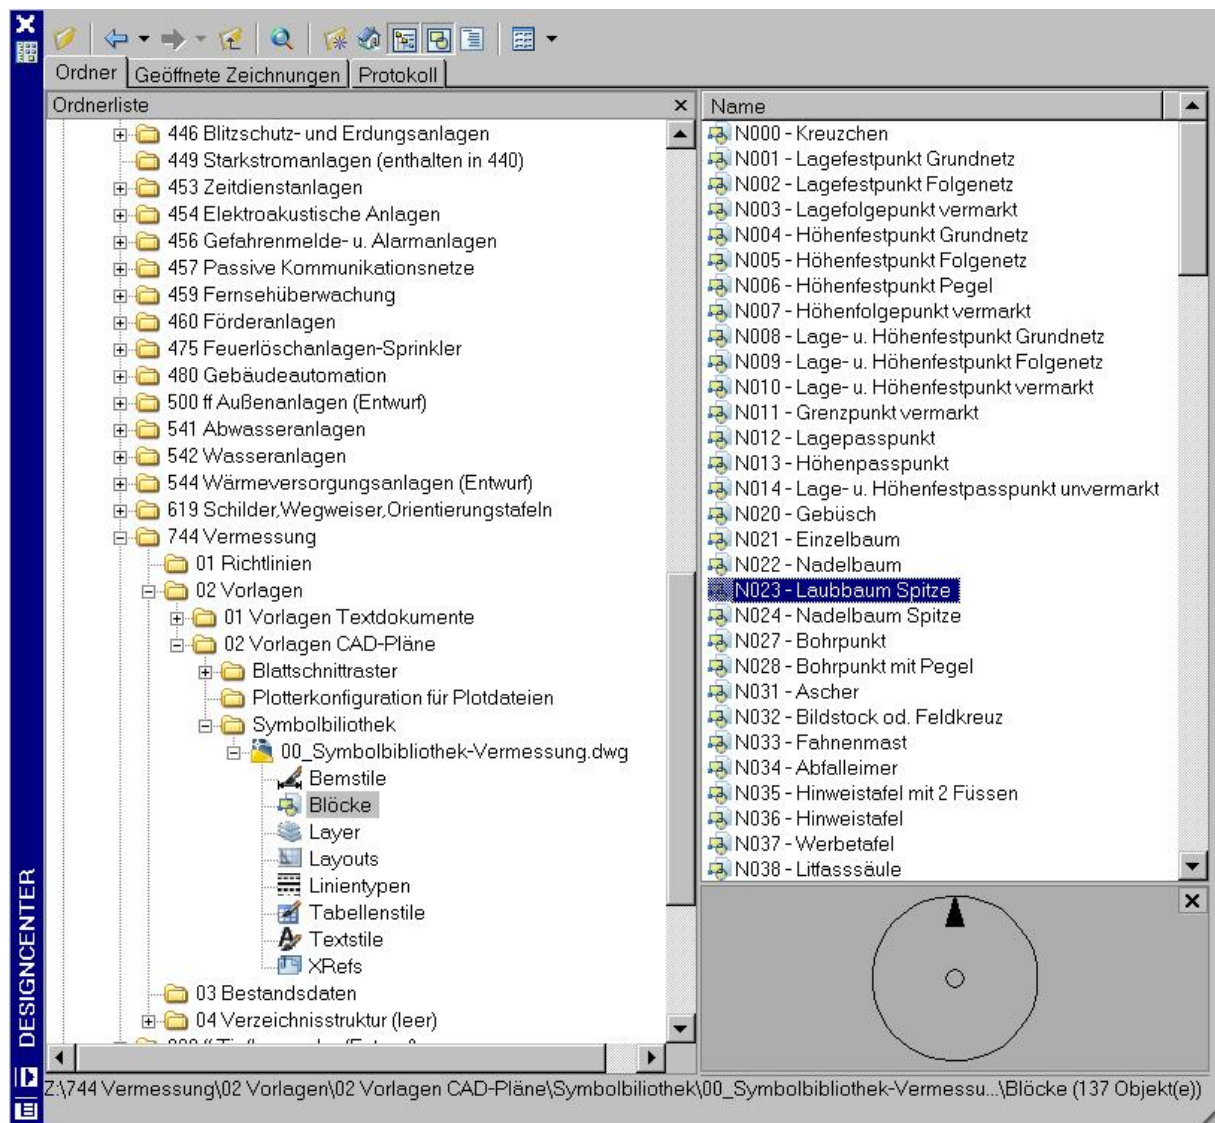 Ordner Geöffnete Zeichnungen Protokoll
Ordnerliste
446 Blitzschutz- und Erdungsanlagen
449 Starkstromanlagen (enthalten in 440)
453 Zeitdienstanlagen
454 Elektroakustische Anlagen
456 Gefahrenmelde- u. Alarmanlagen
457 Passive Kommunikationsnetze
459 Fernsehüberwachung
460 Förderanlagen
475 Feuerlöschanlagen-Sprinkler
480 Gebäudeautomation
500 ff Außenanlagen (Entwurf)
541 Abwasseranlagen
542 Wasseranlagen
544 Wärmeversorgungsanlagen (Entwurf)
619 Schilder,Wegweiser,Orientierungstafeln
744 Vermessung
01 Richtlinien
02 Vorlagen
01 Vorlagen Textdokumente
02 Vorlagen CAD-Pläne
Blattschnittraster
Plotterkonfiguration für Plotdateien
Symbolbiliothek
00_Symbolbibliothek-Vermessung.dwg
Bemstile
Blöcke
Layer
Layouts
Linientypen
Tabellenstile
Textstile
XRefs
03 Bestandsdaten
04 Verzeichnisstruktur (leer)
Name
N000 - Kreuzchen
N001 - Lagefestpunkt Grundnetz
N002 - Lagefestpunkt Folgenetz
N003 - Lagefolgepunkt vermarkt
N004 - Höhenfestpunkt Grundnetz
N005 - Höhenfestpunkt Folgenetz
N006 - Höhenfestpunkt Pegel
N007 - Höhenfolgepunkt vermarkt
N008 - Lage- u. Höhenfestpunkt Grundnetz
N009 - Lage- u. Höhenfestpunkt Folgenetz
N010 - Lage- u. Höhenfestpunkt vermarkt
N011 - Grenzpunkt vermarkt
N012 - Lagepasspunkt
N013 - Höhenpasspunkt
N014 - Lage- u. Höhenfestpasspunkt unvermarkt
N020 - Gebüsch
N021 - Einzelbaum
N022 - Nadelbaum
N023 - Laubbaum Spitze
N024 - Nadelbaum Spitze
N027 - Bohrpunkt
N028 - Bohrpunkt mit Pegel
N031 - Ascher
N032 - Bildstock od. Feldkreuz
N033 - Fahnenmast
N034 - Abfalleimer
N035 - Hinweistafel mit 2 Füssen
N036 - Hinweistafel
N037 - Werbetafel
N038 - Litfasssäule
DESIGNCENTER
Z:\744 Vermessung\02 Vorlagen\02 Vorlagen CAD-Pläne\Symbolbiliothek\00_Symbolbibliothek-Vermessu...\Blöcke (137 Objekt(e))